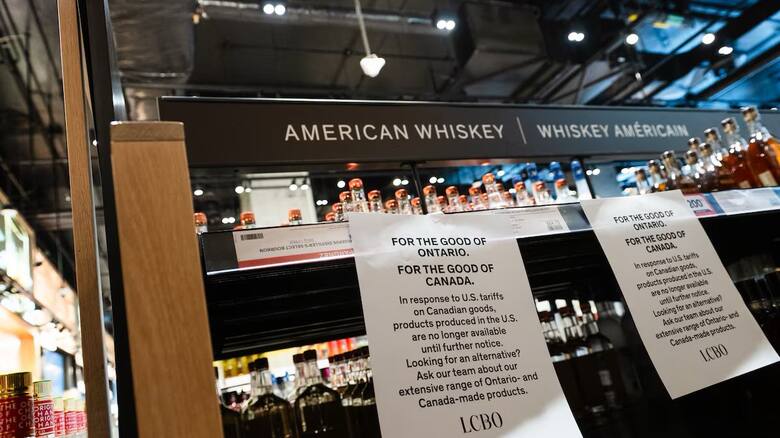 AMERICAN WHISKEY | WHISKEY AMÉRICAIN
FOR THE GOOD OF
ONTARIO.
FOR THE GOOD OF
CANADA.
In response to U.S. tariffs
on Canadian goods,
products produced in the U.S.
are no longer available
until further notice.
Looking for an alternative?
Ask our team about our
extensive range of Ontario- and
Canada-made products.
LCBO
FOR THE GOOD OF
ONTARIO.
FOR THE GOOD OF
CANADA.
In response to U.S. tariffs
on Canadian goods,
products produced in the U.S.
are no longer available
until further notice.
Looking for an alternative?
Ask our team about our
extensive range of Ontario- and
Canada-made products.
LCBO